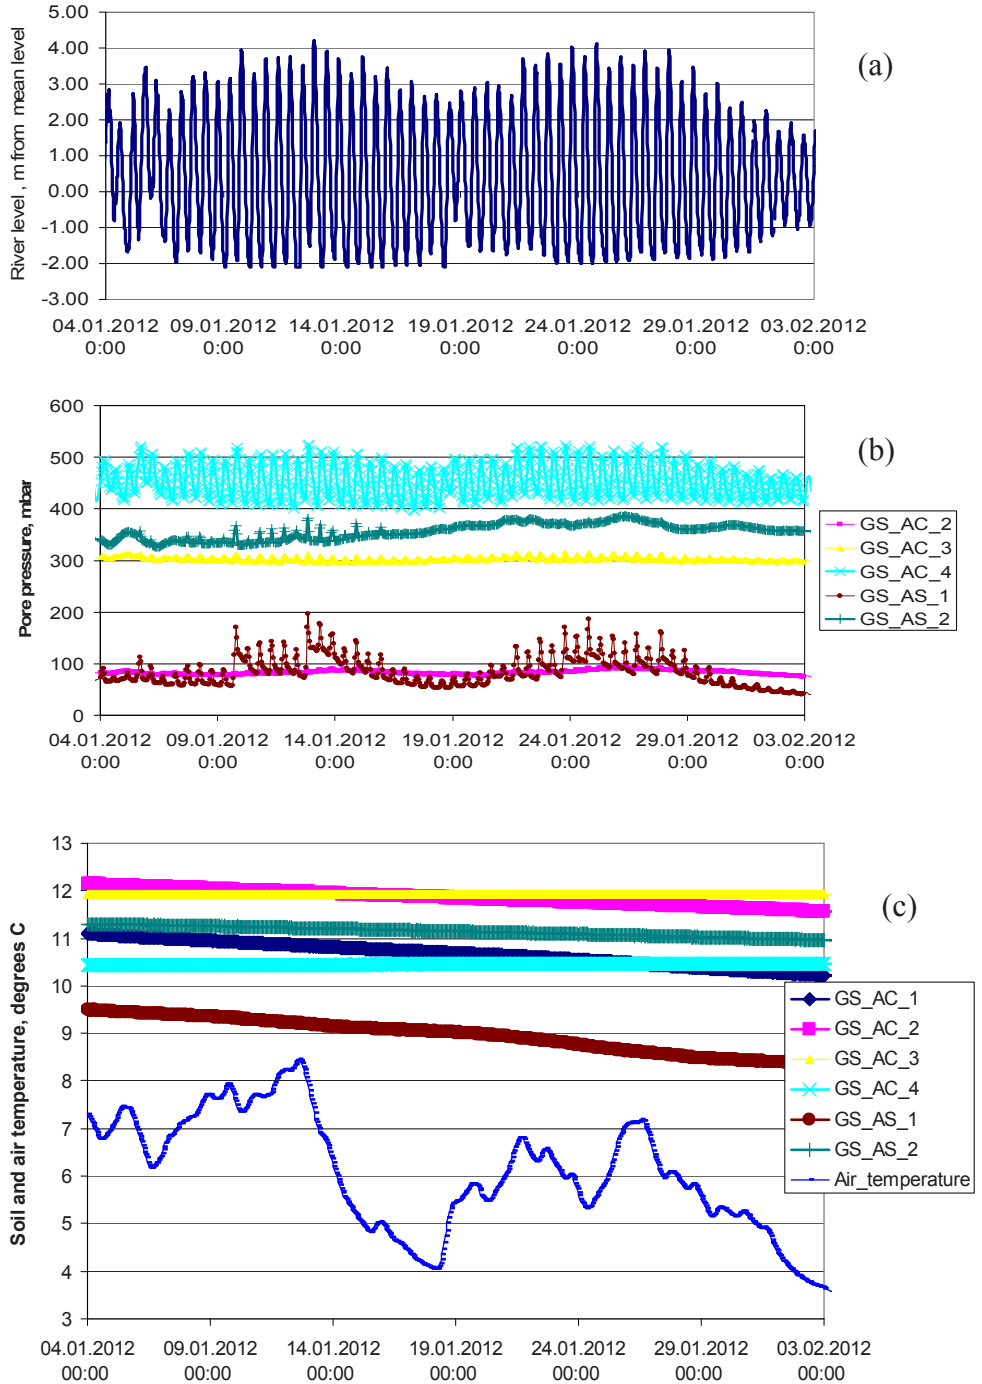 5.00
4.00
3.00
2.00
1.00
0.00
-1.00
-2.00
-3.00
River level , m from mean level
(a)
04.01.2012 09.01.2012 14.01.2012 19.01.2012 24.01.2012 29.01.2012 03.02.2012
0:00 0:00 0:00 0:00 0:00 0:00 0:00
600
500
400
300
200
100
0
Pore pressure, mbar
(b)
GS_AC_2
GS_AC_3
GS_AC_4
GS_AS_1
GS_AS_2
04.01.2012 09.01.2012 14.01.2012 19.01.2012 24.01.2012 29.01.2012 03.02.2012
0:00 0:00 0:00 0:00 0:00 0:00 0:00
13
12
11
10
9
8
7
6
5
4
3
Soil and air temperature, degrees C
(c)
GS_AC_1
GS_AC_2
GS_AC_3
GS_AC_4
GS_AS_1
GS_AS_2
Air_temperature
04.01.2012 09.01.2012 14.01.2012 19.01.2012 24.01.2012 29.01.2012 03.02.2012
00:00 00:00 00:00 00:00 00:00 00:00 00:00